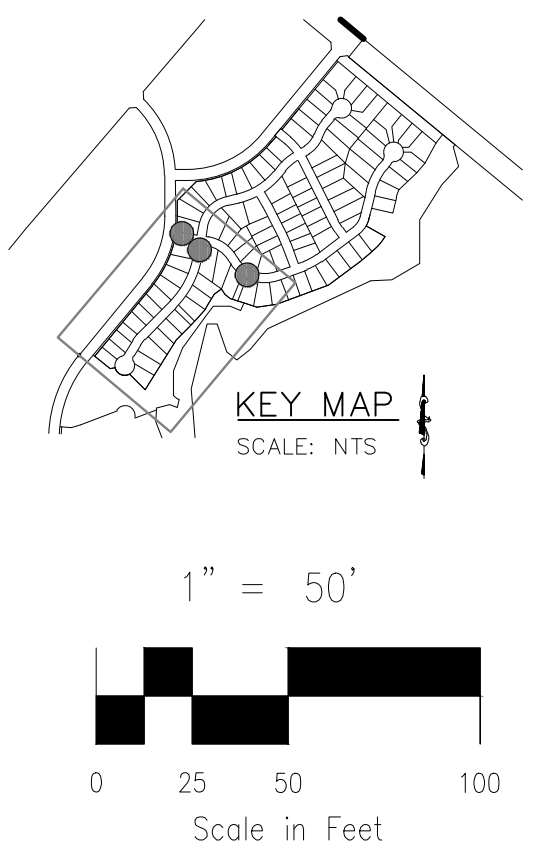 KEY MAP
SCALE: NTS
1" = 50'
0 25 50 100
Scale in Feet